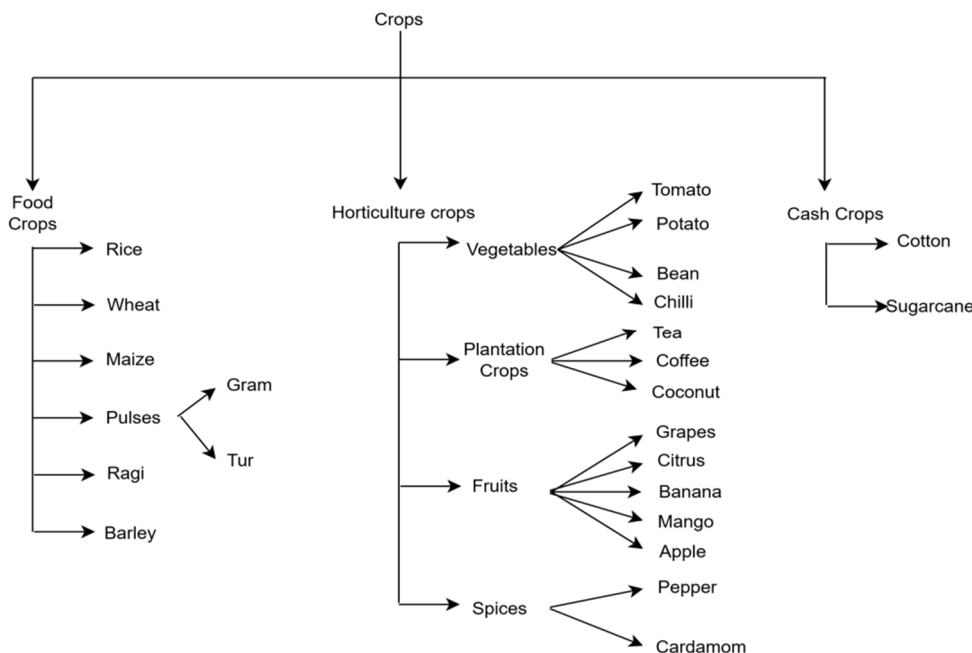 Crops
Food
Crops
Rice
Wheat
Maize
Pulses
Gram
Tur
Ragi
Barley
Horticulture crops
Vegetables
Tomato
Potato
Bean
Chilli
Plantation
Crops
Tea
Coffee
Coconut
Fruits
Grapes
Citrus
Banana
Mango
Apple
Spices
Pepper
Cardamom
Cash Crops
Cotton
Sugarcane